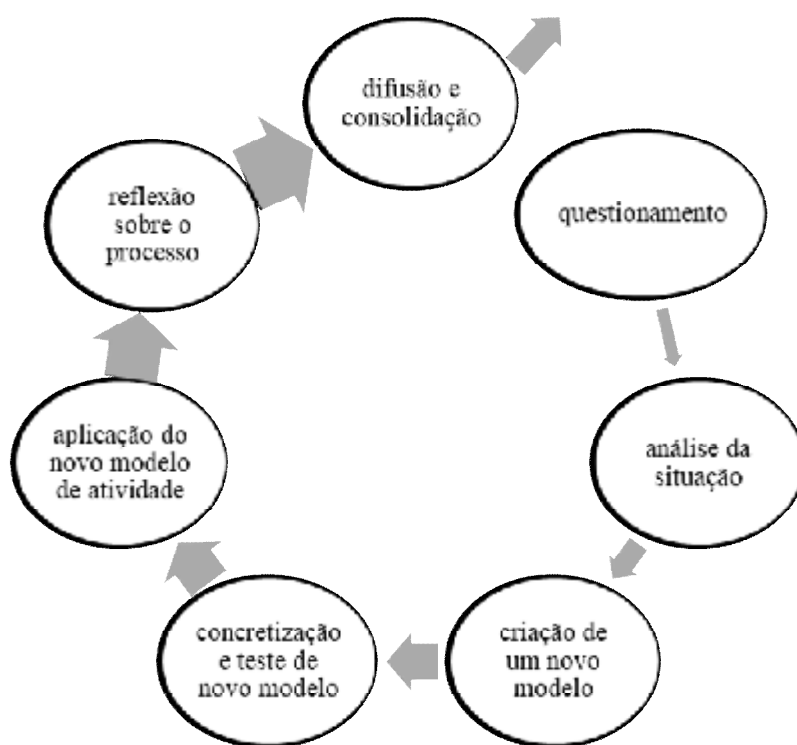 difusão e
consolidação
questionamento
análise da
situação
criação de
um novo
modelo
concretização
e teste de
novo modelo
aplicação do
novo modelo
de atividade
reflexão
sobre o
processo